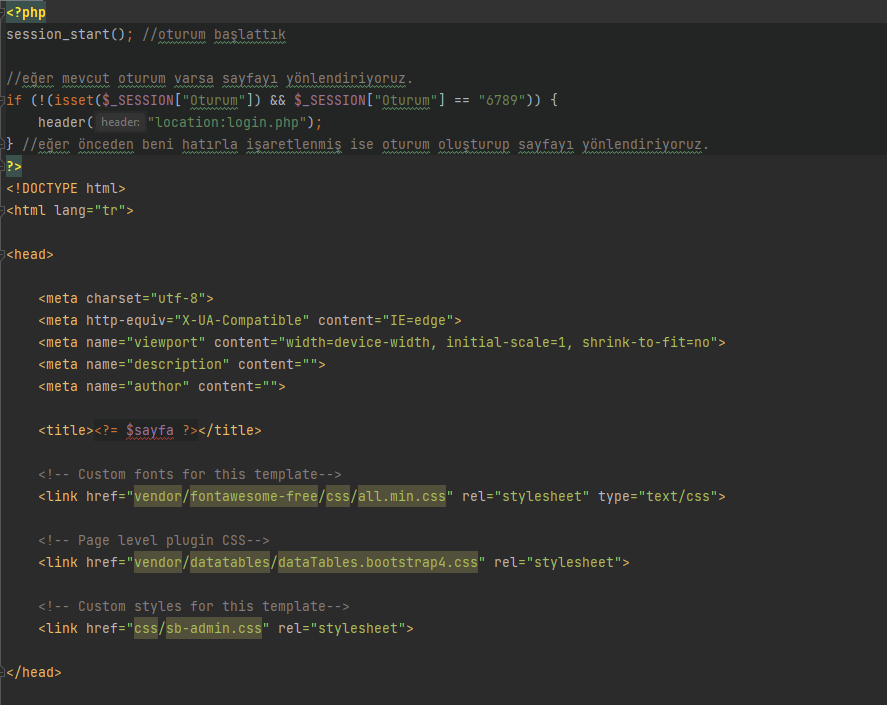 <?php
session_start(); //oturum başlattık
//eğer mevcut oturum varsa sayfayı yönlendiriyoruz.
if (!(isset($_SESSION["Oturum"]) && $_SESSION["Oturum"] == "6789")) {
    header( header: "location:login.php");
} //eğer önceden beni hatırla işaretlenmiş ise oturum oluşturup sayfayı yönlendiriyoruz.
?>
<!DOCTYPE html>
<html lang="tr">
<head>
    <meta charset="utf-8">
    <meta http-equiv="X-UA-Compatible" content="IE=edge">
    <meta name="viewport" content="width=device-width, initial-scale=1, shrink-to-fit=no">
    <meta name="description" content="">
    <meta name="author" content="">
    <title><?= $sayfa ?></title>
    <!-- Custom fonts for this template-->
    <link href="vendor/fontawesome-free/css/all.min.css" rel="stylesheet" type="text/css">
    <!-- Page level plugin CSS-->
    <link href="vendor/datatables/dataTables.bootstrap4.css" rel="stylesheet">
    <!-- Custom styles for this template-->
    <link href="css/sb-admin.css" rel="stylesheet">
</head>